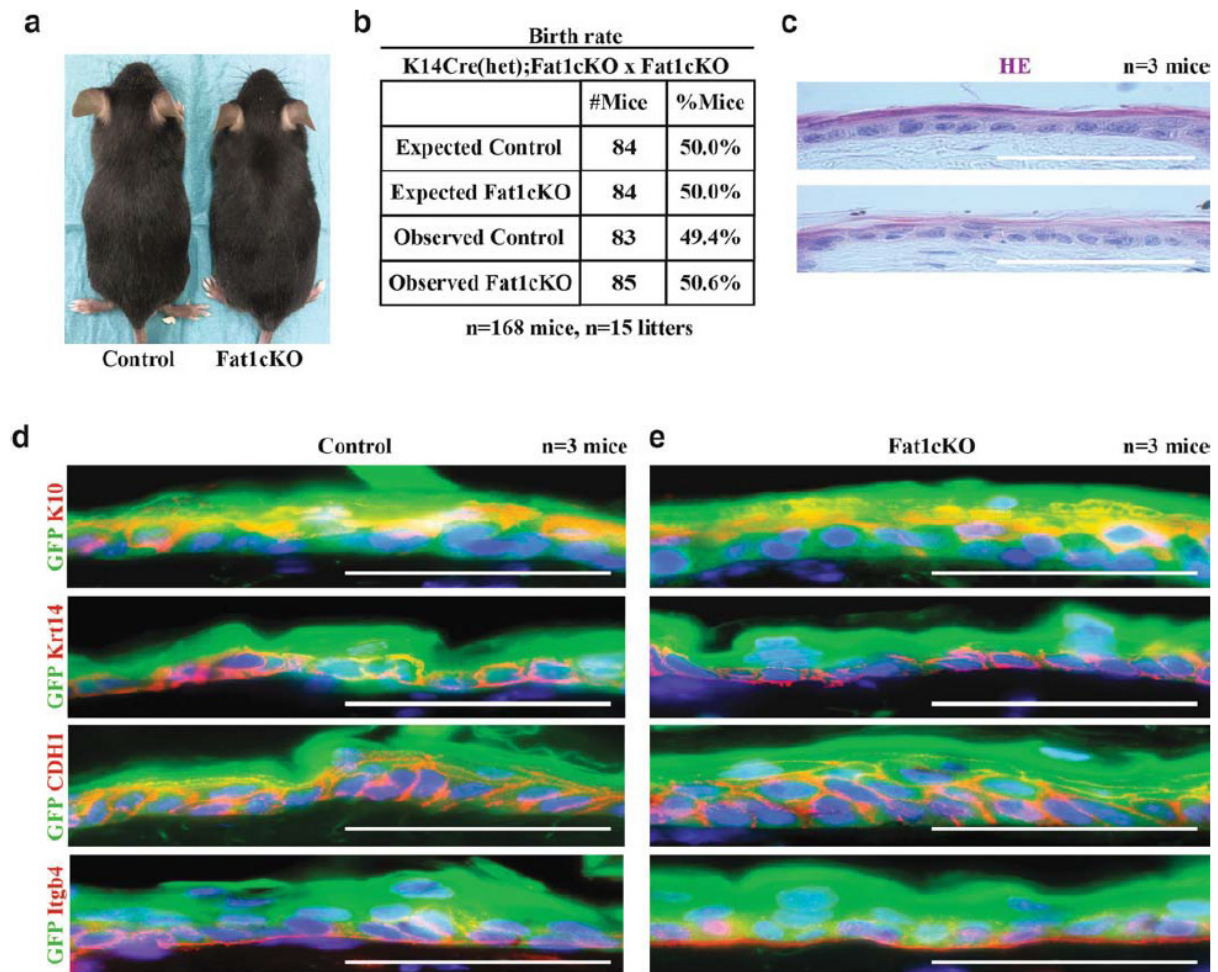 a
Control Fat1cKO
b
Birth rate
K14Cre(het);Fat1cKO x Fat1cKO
#Mice %Mice
Expected Control 84 50.0%
Expected Fat1cKO 84 50.0%
Observed Control 83 49.4%
Observed Fat1cKO 85 50.6%
n=168 mice, n=15 litters
c
HE n=3 mice
d
Control n=3 mice
GFP K10
GFP Krt14
GFP CDH1
GFP Itgb4
e
Fat1cKO n=3 mice